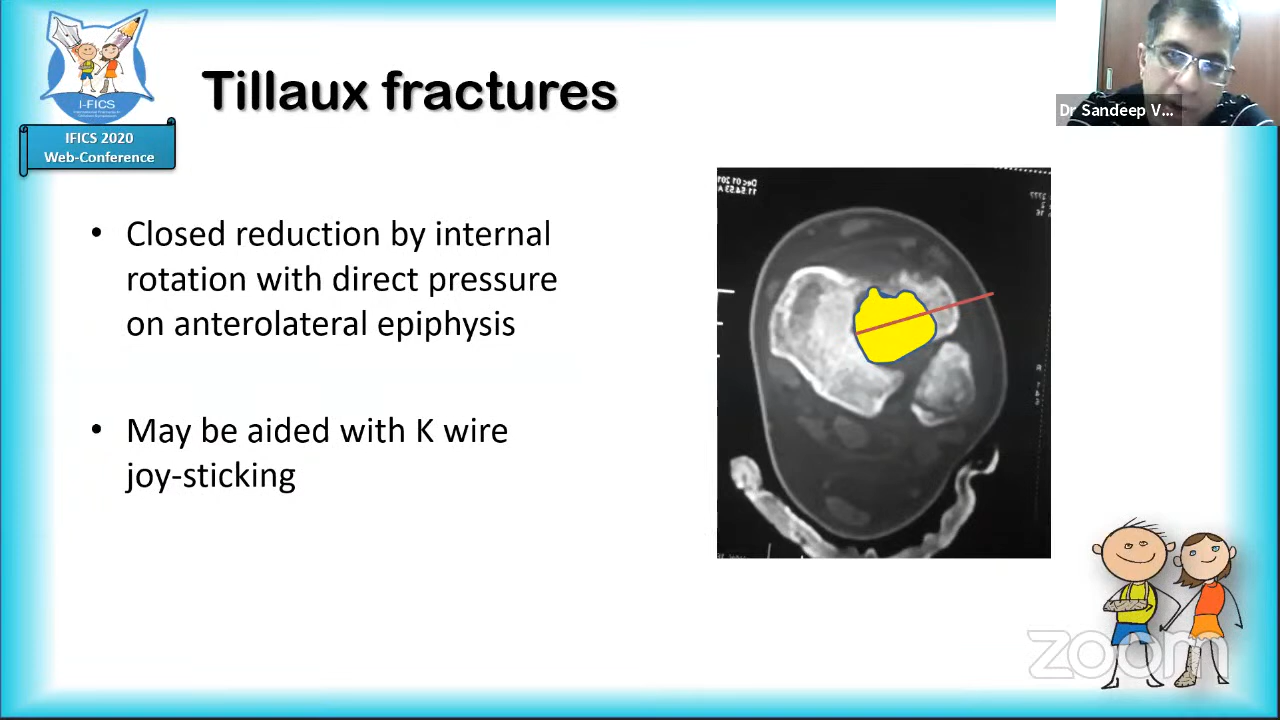 I-FICS
IFICS 2020
Web-Conference
Tillaux fractures
Dr Sandeep V...
• Closed reduction by internal
rotation with direct pressure
on anterolateral epiphysis
• May be aided with K wire
joy-sticking
zoom